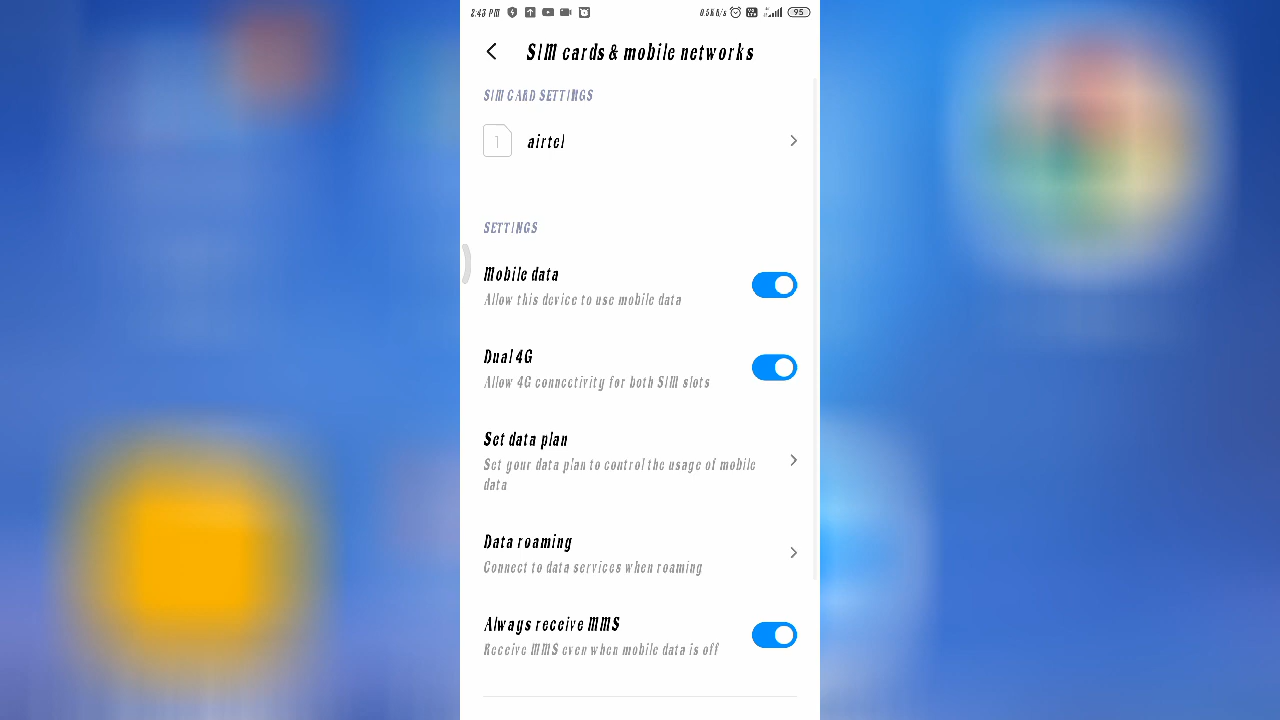 2:43 PM 0.5KB/s 95
SIM cards & mobile networks
SIM CARD SETTINGS
1 airtel
SETTINGS
Mobile data
Allow this device to use mobile data
Dual 4G
Allow 4G connectivity for both SIM slots
Set data plan
Set your data plan to control the usage of mobile
data
Data roaming
Connect to data services when roaming
Always receive MMS
Receive MMS even when mobile data is off